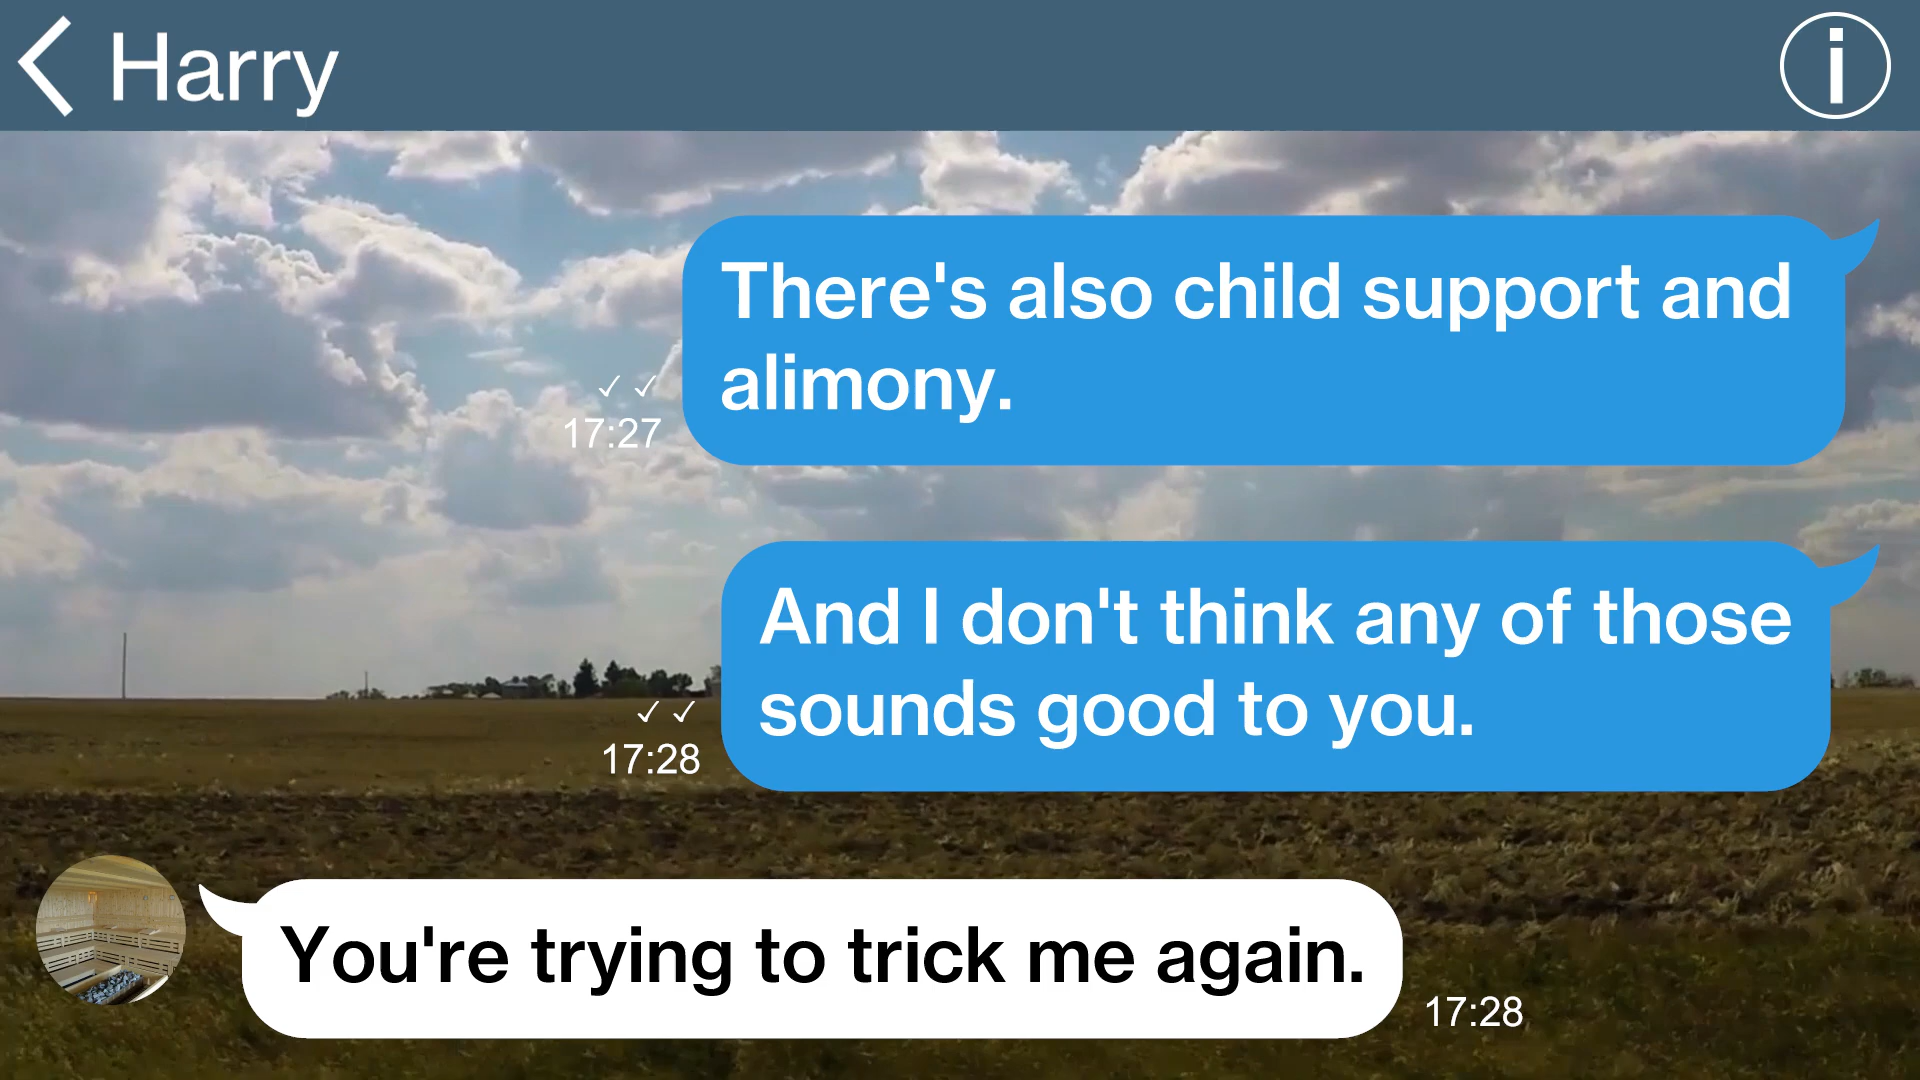 Harry
There's also child support and
alimony.
✓ ✓
17:27
And I don't think any of those
sounds good to you.
✓ ✓
17:28
You're trying to trick me again.
17:28